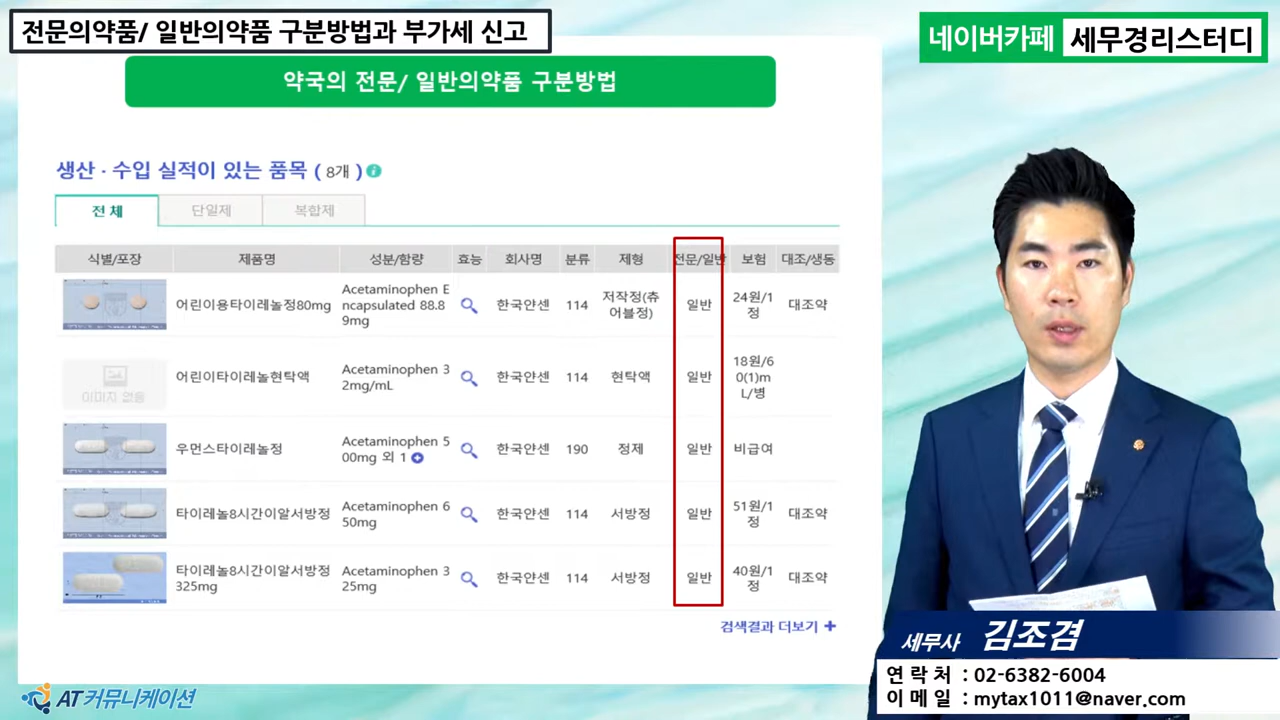 전문의약품/ 일반의약품 구분방법과 부가세 신고
네이버카페 세무경리스터디
약국의 전문/ 일반의약품 구분방법
생산 · 수입 실적이 있는 품목 ( 8개 )
전 체 단일제 복합제
식별/포장 제품명 성분/함량 효능 회사명 분류 제형 전문/일반 보험 대조/생동
어린이용타이레놀정80mg
Acetaminophen E
ncapsulated 88.8
9mg
한국얀센 114
저작정(츄
어블정)
일반
24원/1
정
대조약
이미지 없음
어린이타이레놀현탁액
Acetaminophen 3
2mg/mL
한국얀센 114 현탁액 일반
18원/6
0(1)m
L/병
우먼스타이레놀정
Acetaminophen 5
00mg 외 1
한국얀센 190 정제 일반 비급여
타이레놀8시간이알서방정
Acetaminophen 6
50mg
한국얀센 114 서방정 일반
51원/1
정
대조약
타이레놀8시간이알서방정
325mg
Acetaminophen 3
25mg
한국얀센 114 서방정 일반
40원/1
정
대조약
검색결과 더보기 +
세무사 김조겸
연 락 처 : 02-6382-6004
이 메 일 : mytax1011@naver.com
AT커뮤니케이션